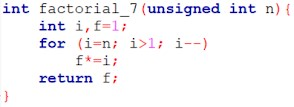 int factorial_7(unsigned int n){
    int i,f=1;
    for (i=n; i>1; i--)
        f*=i;
    return f;
}